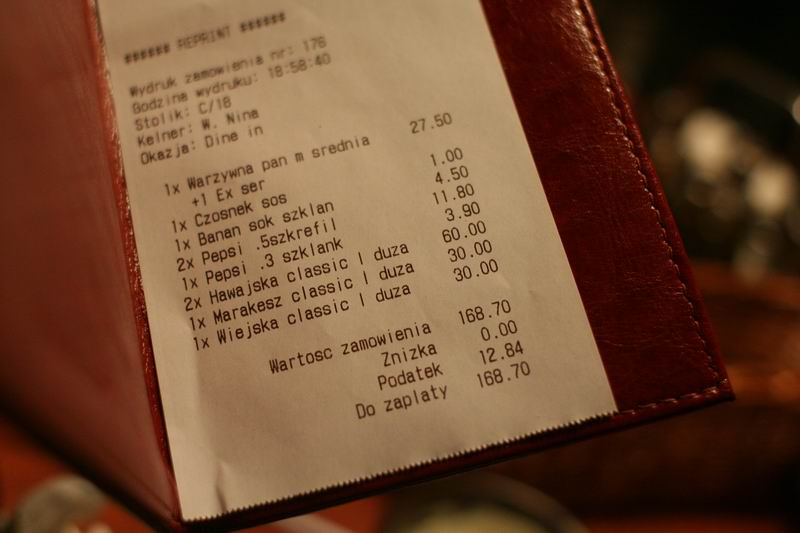 ###### REPRINT ######
Wydruk zamowienia nr: 176
Godzina wydruku: 18:58:40
Stolik: C/18
Kelner: W. Nina
Okazja: Dine in
1x Warzywna pan m srednia 27.50
+1 Ex ser
1x Czosnek sos 1.00
1x Banan sok szklan 4.50
2x Pepsi .5szkrefil 11.80
1x Pepsi .3 szklank 3.90
2x Hawajska classic | duza 60.00
1x Marakesz classic | duza 30.00
1x Wiejska classic | duza 30.00
Wartosc zamowienia 168.70
Znizka 0.00
Podatek 12.84
Do zaplaty 168.70